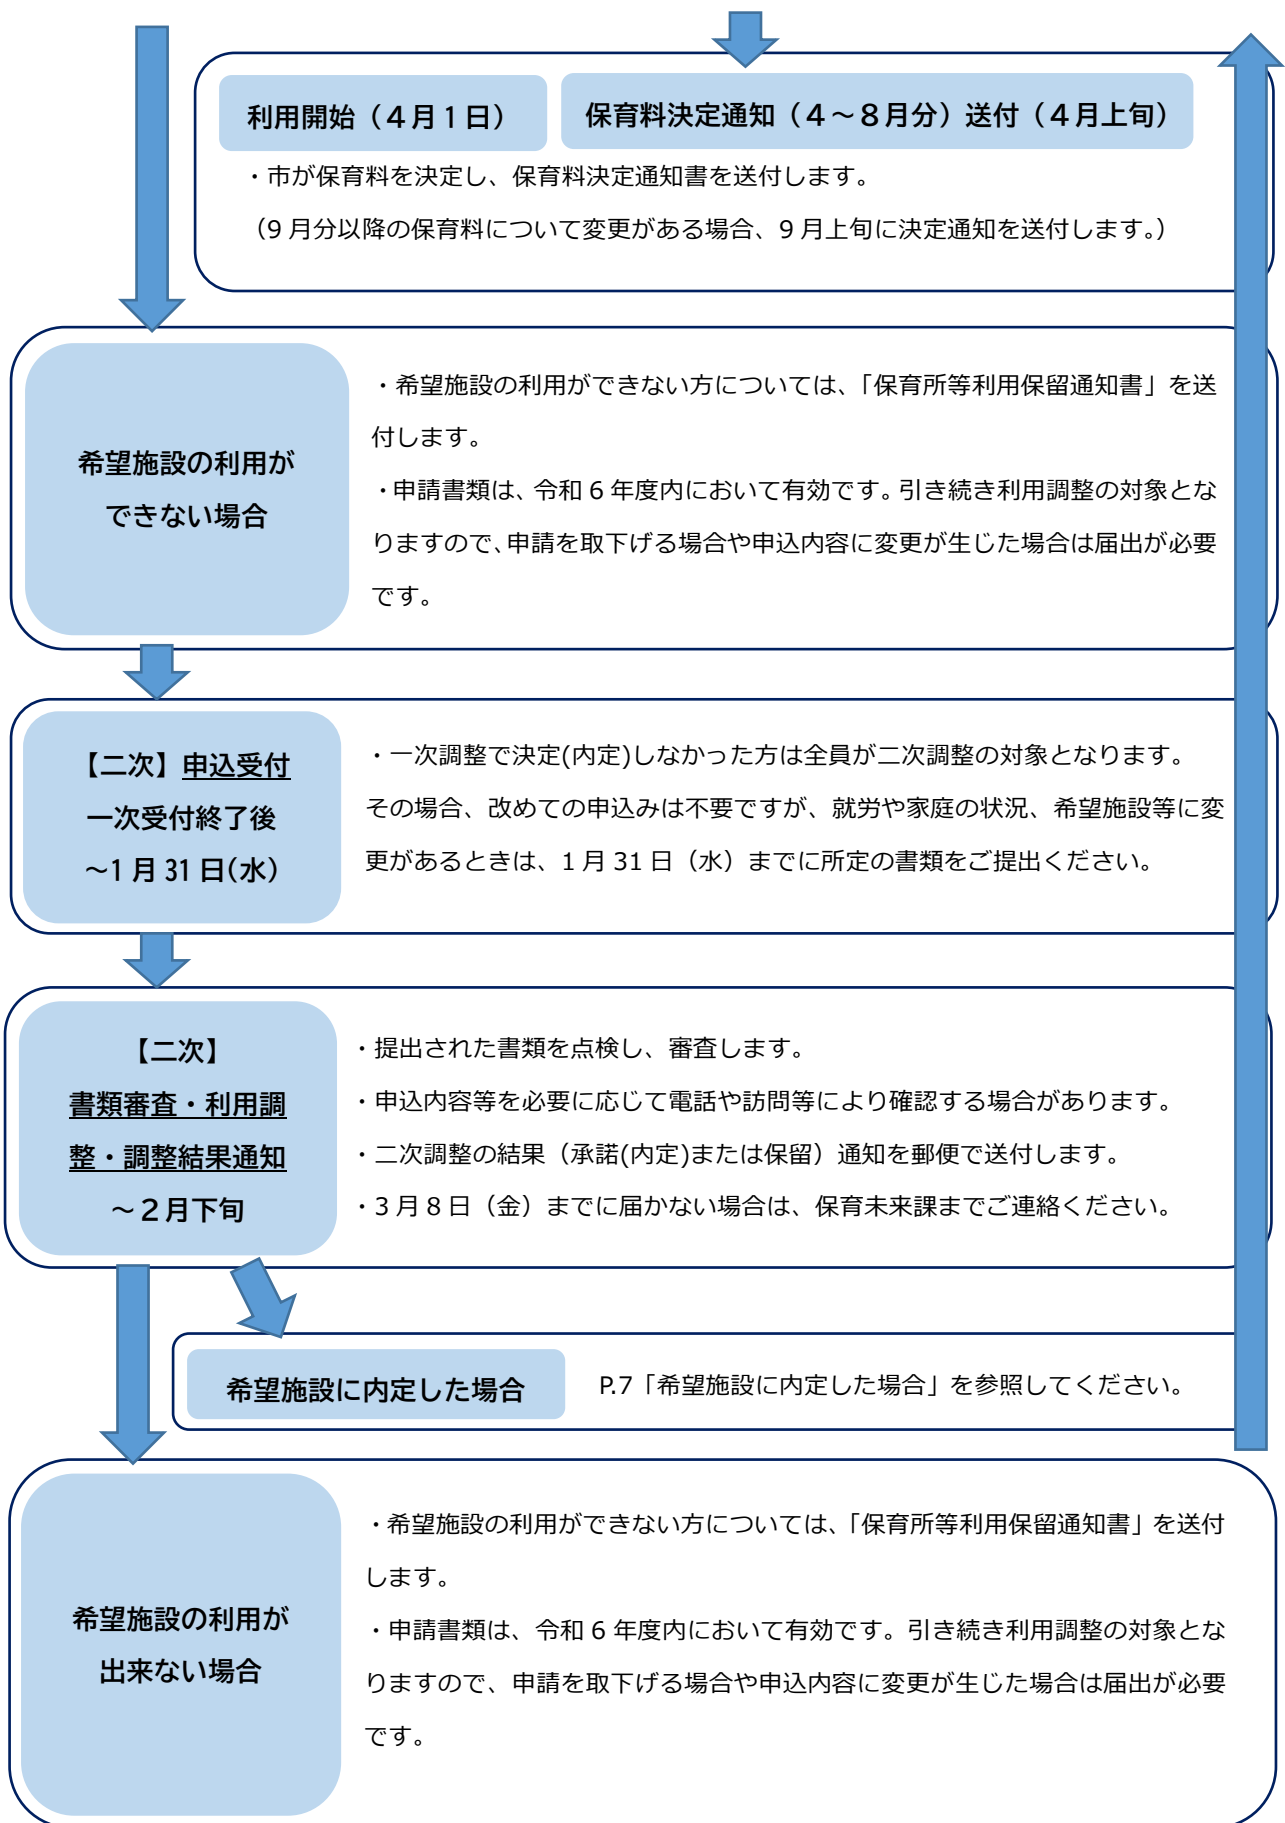 利用開始（４月１日）
保育料決定通知（４～８月分）送付（４月上旬）
・市が保育料を決定し、保育料決定通知書を送付します。
（9 月分以降の保育料について変更がある場合、9 月上旬に決定通知を送付します。）
希望施設の利用が
できない場合
・希望施設の利用ができない方については、「保育所等利用保留通知書」を送
付します。
・申請書類は、令和 6 年度内において有効です。引き続き利用調整の対象とな
りますので、申請を取下げる場合や申込内容に変更が生じた場合は届出が必要
です。
【二次】申込受付
一次受付終了後
～1 月 31 日(水)
・一次調整で決定(内定)しなかった方は全員が二次調整の対象となります。
その場合、改めての申込みは不要ですが、就労や家庭の状況、希望施設等に変
更があるときは、1 月 31 日（水）までに所定の書類をご提出ください。
【二次】
書類審査・利用調
整・調整結果通知
～２月下旬
・提出された書類を点検し、審査します。
・申込内容等を必要に応じて電話や訪問等により確認する場合があります。
・二次調整の結果（承諾(内定)または保留）通知を郵便で送付します。
・3 月 8 日（金）までに届かない場合は、保育未来課までご連絡ください。
希望施設に内定した場合
P.7「希望施設に内定した場合」を参照してください。
希望施設の利用が
出来ない場合
・希望施設の利用ができない方については、「保育所等利用保留通知書」を送付
します。
・申請書類は、令和 6 年度内において有効です。引き続き利用調整の対象とな
りますので、申請を取下げる場合や申込内容に変更が生じた場合は届出が必要
です。